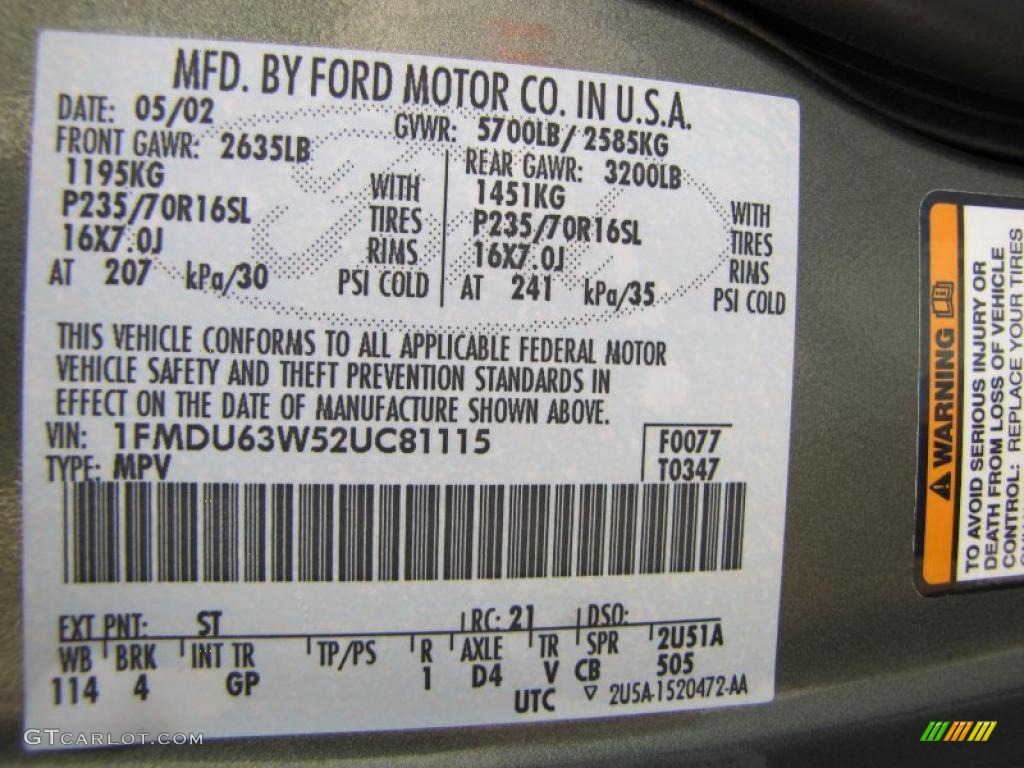 MFD. BY FORD MOTOR CO. IN U.S.A.
DATE: 05/02 GVWR: 5700LB/ 2585KG
FRONT GAWR: 2635LB REAR GAWR: 3200LB
1195KG WITH 1451KG WITH
P235/70R16SL TIRES P235/70R16SL TIRES
16X7.0J RIMS 16X7.0J RIMS
AT 207 kPa/30 PSI COLD AT 241 kPa/35 PSI COLD
THIS VEHICLE CONFORMS TO ALL APPLICABLE FEDERAL MOTOR
VEHICLE SAFETY AND THEFT PREVENTION STANDARDS IN
EFFECT ON THE DATE OF MANUFACTURE SHOWN ABOVE.
VIN: 1FMDU63W52UC81115 F0077
TYPE: MPV T0347
EXT PNT: ST RC: 21 DSO:
WB BRK INT TR TP/PS R AXLE TR SPR 2U51A
114 4 GP 1 D4 V CB 505
UTC ▽ 2U5A-1520472-AA
WARNING
TO AVOID SERIOUS INJURY OR
DEATH FROM LOSS OF VEHICLE
CONTROL: REPLACE YOUR TIRES
GTCarLot.com